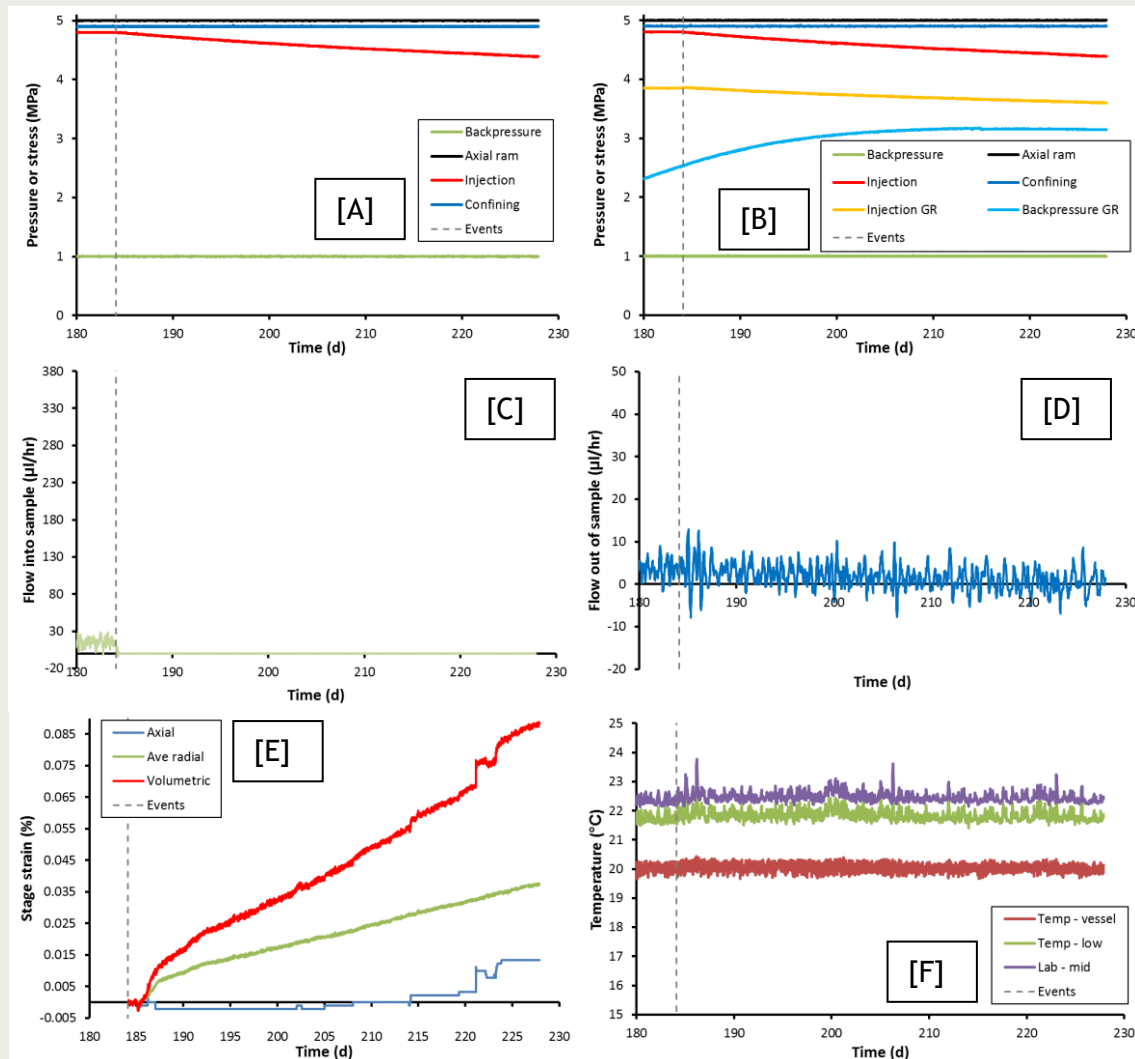 5
4
3
2
1
0
Pressure or stress (MPa)
[A]
Backpressure
Axial ram
Injection
Confining
Events
180 190 200 210 220 230
Time (d)
5
4
3
2
1
0
Pressure or stress (MPa)
[B]
Backpressure Axial ram
Injection Confining
Injection GR Backpressure GR
Events
180 190 200 210 220 230
Time (d)
380
330
280
230
180
130
80
30
-20
Flow into sample (µl/hr)
[C]
180 190 200 210 220 230
Time (d)
50
40
30
20
10
0
-10
-20
Flow out of sample (µl/hr)
[D]
180 190 200 210 220 230
Time (d)
0.085
0.075
0.065
0.055
0.045
0.035
0.025
0.015
0.005
-0.005
Stage strain (%)
Axial
Ave radial
Volumetric
Events
[E]
180 185 190 195 200 205 210 215 220 225 230
Time (d)
25
24
23
22
21
20
19
18
17
16
15
Temperature (°C)
[F]
Temp - vessel
Temp - low
Lab - mid
Events
180 190 200 210 220 230
Time (d)